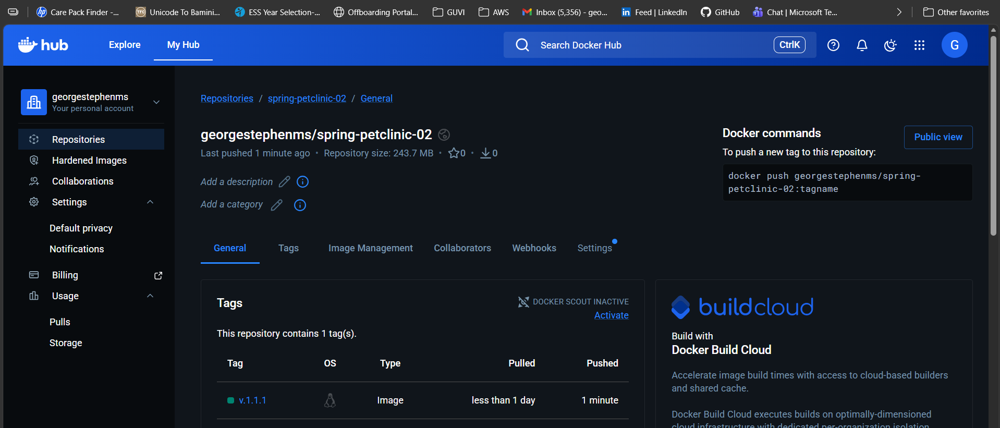 Care Pack Finder -...
Unicode To Bamini...
ESS Year Selection-...
Offboarding Portal...
GUVI
AWS
Inbox (5,356) - geo...
Feed | LinkedIn
GitHub
Chat | Microsoft Te...
Other favorites
hub
Explore
My Hub
Search Docker Hub
CtrlK
G
georgestephenms
Your personal account
Repositories
Hardened Images
Collaborations
Settings
Default privacy
Notifications
Billing
Usage
Pulls
Storage
Repositories / spring-petclinic-02 / General
georgestephenms/spring-petclinic-02
Last pushed 1 minute ago • Repository size: 243.7 MB • 0 • 0
Add a description
Add a category
Docker commands
Public view
To push a new tag to this repository:
docker push georgestephenms/spring-
petclinic-02:tagname
General
Tags
Image Management
Collaborators
Webhooks
Settings
Tags
DOCKER SCOUT INACTIVE
Activate
This repository contains 1 tag(s).
Tag OS Type Pulled Pushed
v.1.1.1 Image less than 1 day 1 minute
buildcloud
Build with
Docker Build Cloud
Accelerate image build times with access to cloud-based builders
and shared cache.
Docker Build Cloud executes builds on optimally-dimensioned
cloud infrastructure with dedicated per-organization isolation